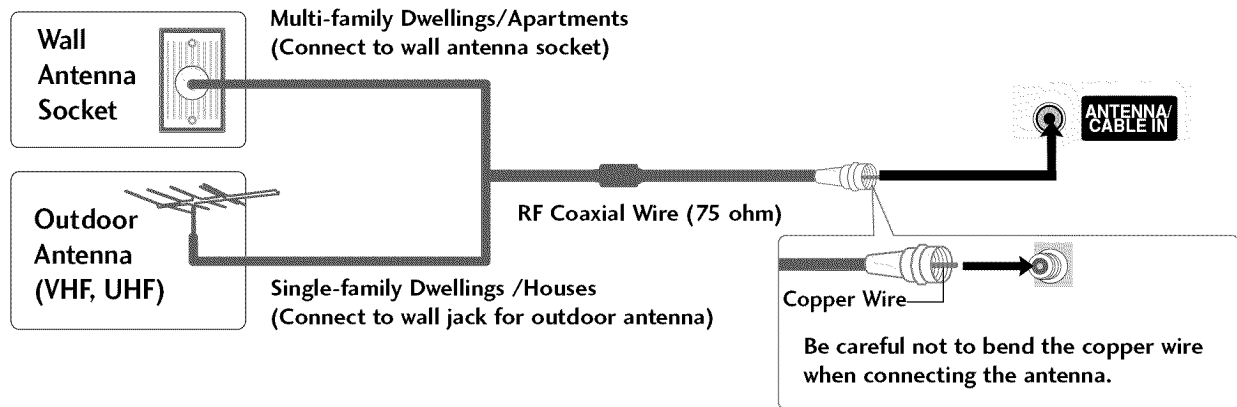 Multi-family Dwellings/Apartments
(Connect to wall antenna socket)
Wall
Antenna
Socket
ANTENNA/
CABLE IN
RF Coaxial Wire (75 ohm)
Outdoor
Antenna
(VHF, UHF)
Single-family Dwellings /Houses
(Connect to wall jack for outdoor antenna)
Copper Wire
Be careful not to bend the copper wire
when connecting the antenna.